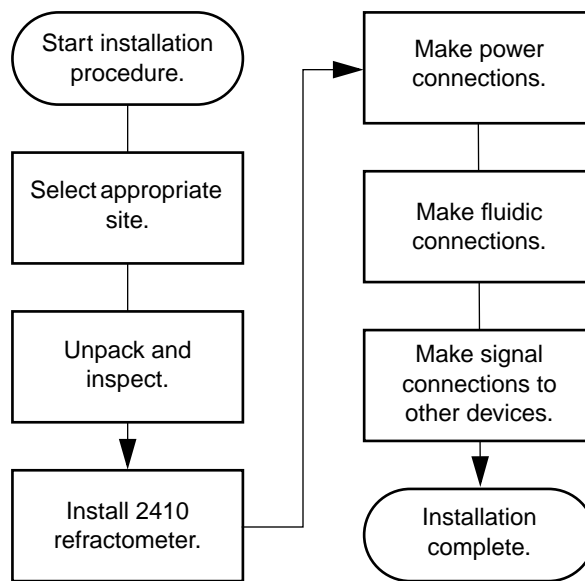 Start installation
procedure.
Select appropriate
site.
Unpack and
inspect.
Install 2410
refractometer.
Make power
connections.
Make fluidic
connections.
Make signal
connections to
other devices.
Installation
complete.